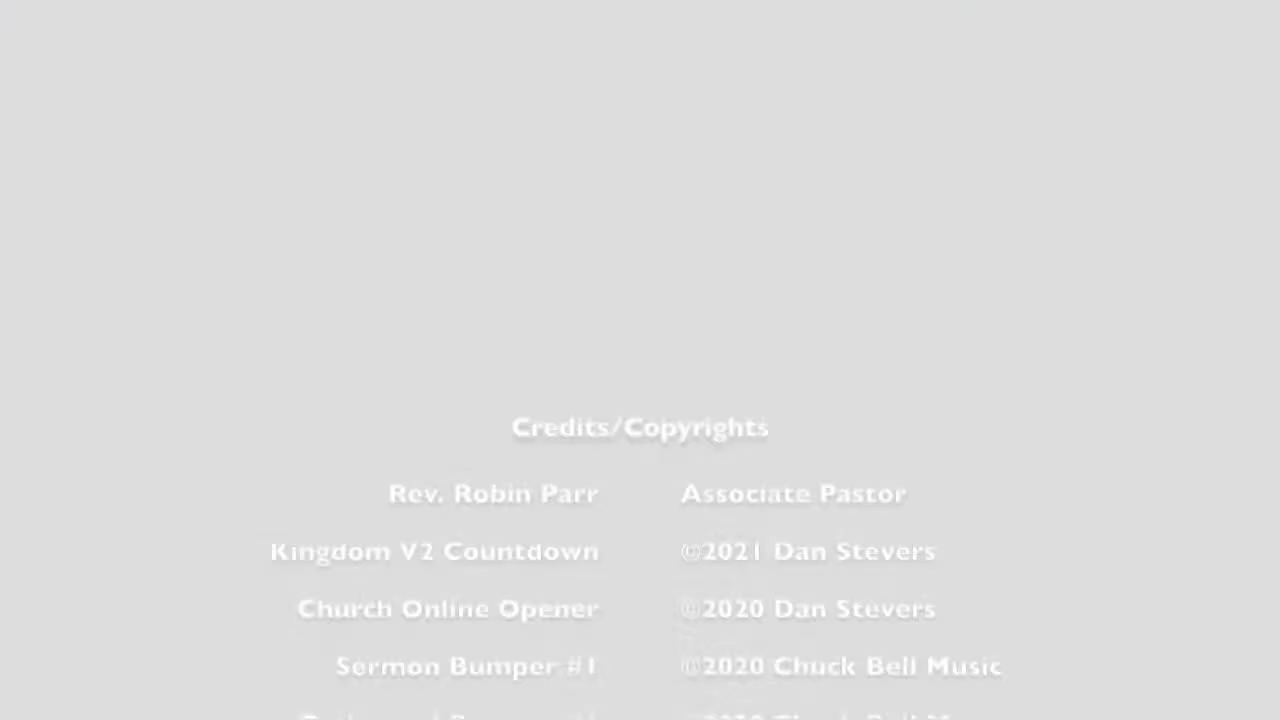 Credits/Copyrights
Rev. Robin Parr Associate Pastor
Kingdom V2 Countdown ©2021 Dan Stevers
Church Online Opener ©2020 Dan Stevers
Sermon Bumper #1 ©2020 Chuck Bell Music